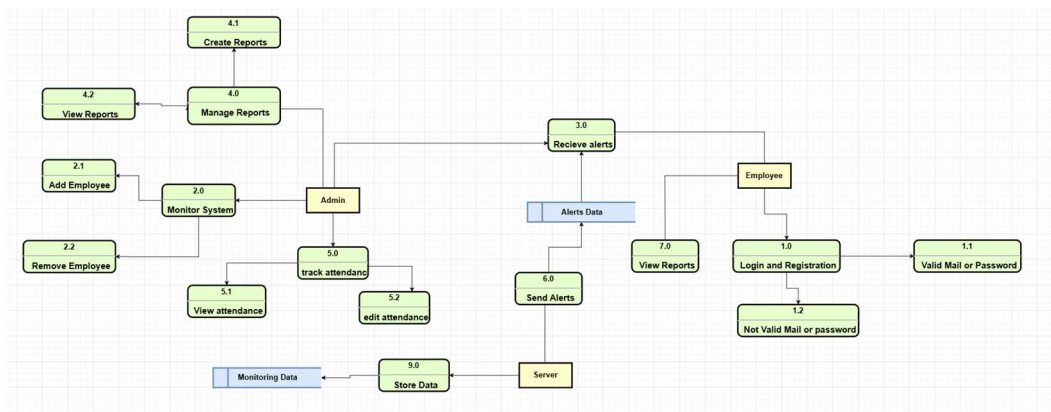 4.1
Create Reports
4.2
View Reports
4.0
Manage Reports
3.0
Recieve alerts
2.1
Add Employee
2.0
Monitor System
Admin
Employee
Alerts Data
2.2
Remove Employee
5.0
track attendanc
7.0
View Reports
1.0
Login and Registration
1.1
Valid Mail or Password
5.1
View attendance
5.2
edit attendance
6.0
Send Alerts
1.2
Not Valid Mail or password
Monitoring Data
9.0
Store Data
Server